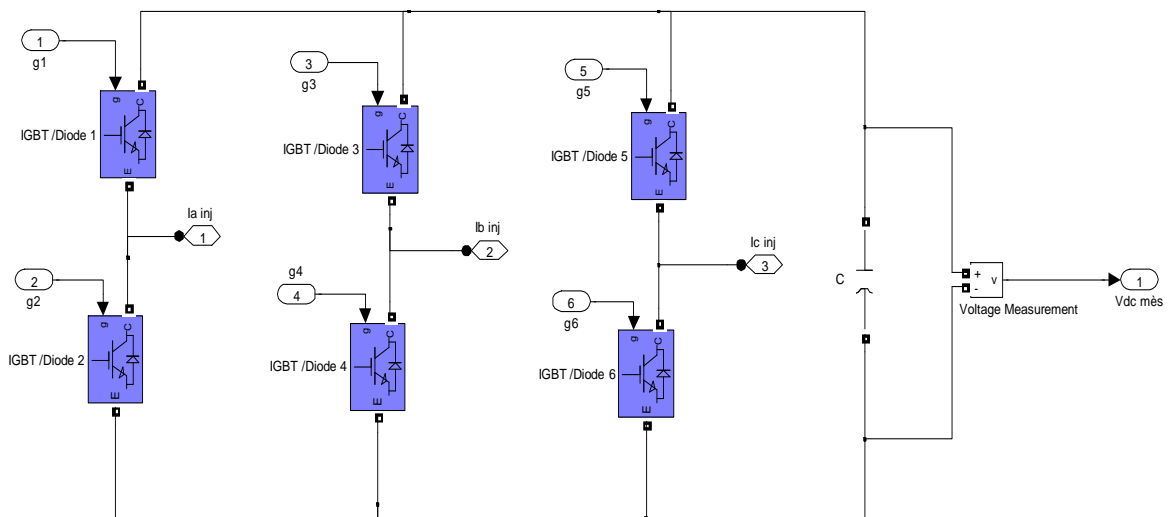 1
g1
g
C
E
IGBT /Diode 1
Ia inj
1
2
g2
g
C
E
IGBT /Diode 2
3
g3
g
C
E
IGBT /Diode 3
Ib inj
2
g4
4
g
C
E
IGBT /Diode 4
5
g5
g
C
E
IGBT /Diode 5
Ic inj
3
6
g6
g
C
E
IGBT /Diode 6
C
+
-
v
Voltage Measurement
1
Vdc mès